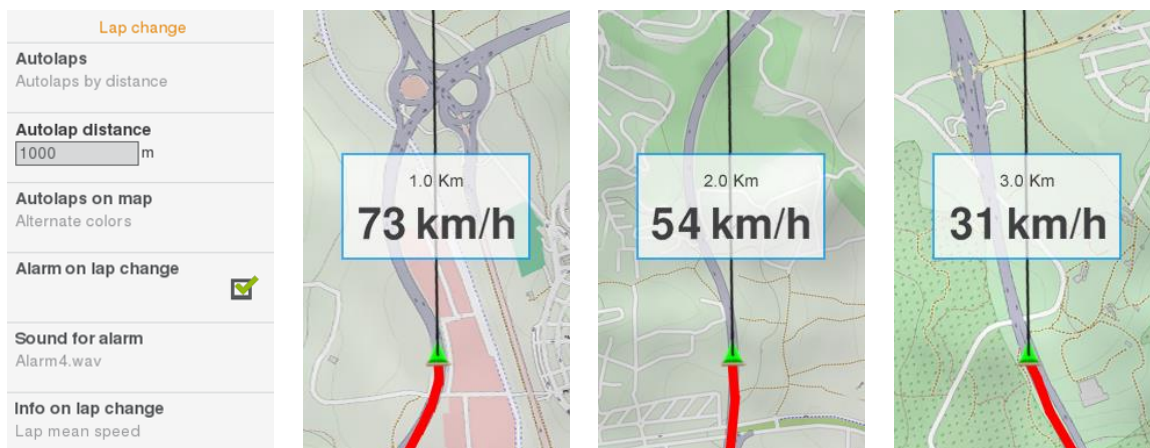 Lap change
Autolaps
Autolaps by distance
Autolap distance
1000 m
Autolaps on map
Alternate colors
Alarm on lap change
Sound for alarm
Alarm4.wav
Info on lap change
Lap mean speed
1.0 Km
73 km/h
2.0 Km
54 km/h
3.0 Km
31 km/h